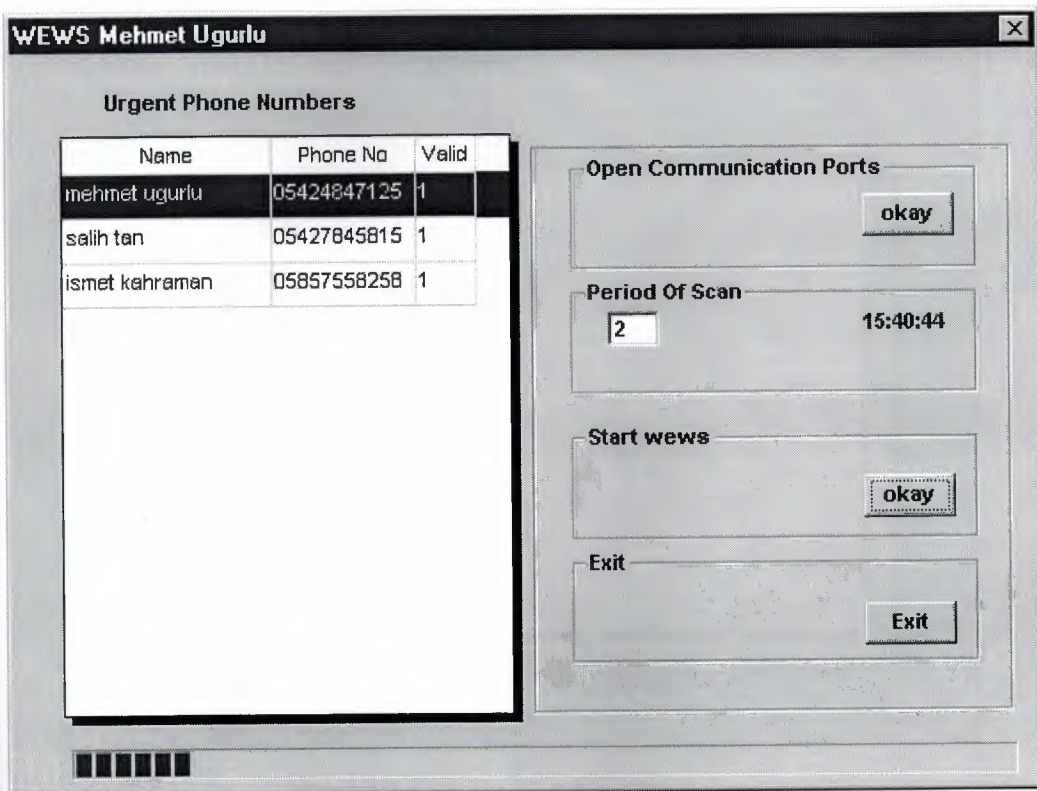 WEWS Mehmet Ugurlu
Urgent Phone Numbers
Name Phone No Valid
mehmet ugurlu 05424847125 1
salih tan 05427845815 1
ismet kahraman 05857558258 1
Open Communication Ports
okay
Period Of Scan
2 15:40:44
Start wews
okay
Exit
Exit